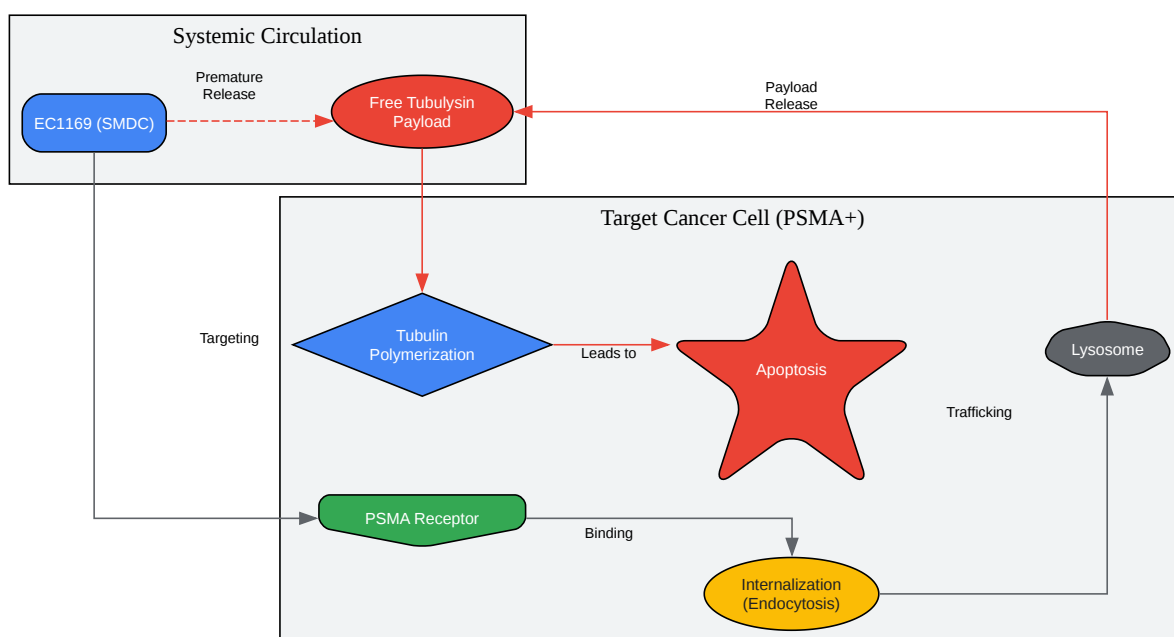 Systemic Circulation
Premature
Release
EC1169 (SMDC)
Free Tubulysin
Payload
Payload
Release
Target Cancer Cell (PSMA+)
Targeting
Tubulin
Polymerization
Leads to
Apoptosis
Lysosome
Trafficking
PSMA Receptor
Binding
Internalization
(Endocytosis)